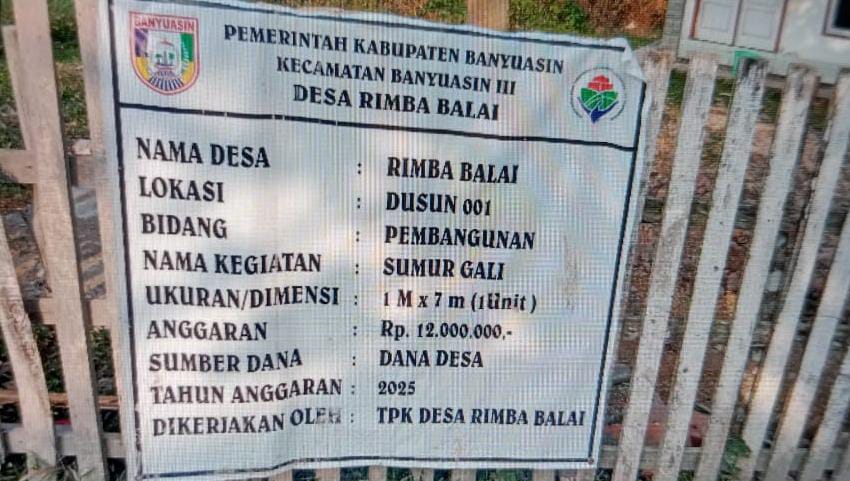 BANYUASIN
PEMERINTAH KABUPATEN BANYUASIN
KECAMATAN BANYUASIN III
DESA RIMBA BALAI
NAMA DESA : RIMBA BALAI
LOKASI : DUSUN 001
BIDANG : PEMBANGUNAN
NAMA KEGIATAN : SUMUR GALI
UKURAN/DIMENSI : 1 M x 7 m (1Unit)
ANGGARAN : Rp. 12.000.000,-
SUMBER DANA : DANA DESA
TAHUN ANGGARAN : 2025
DIKERJAKAN OLEH : TPK DESA RIMBA BALAI